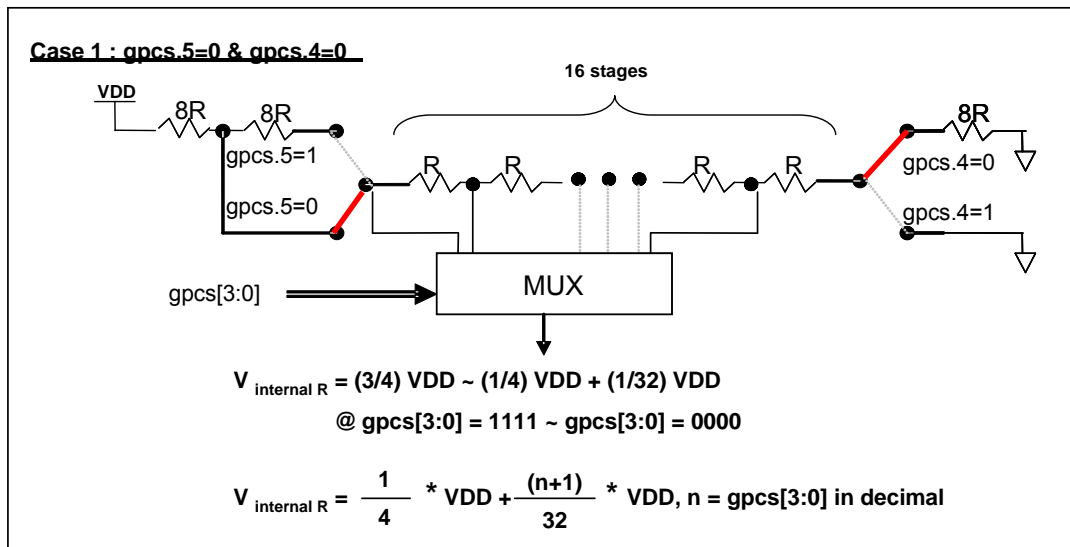 Case 1 : gpcs.5=0 & gpcs.4=0
16 stages
VDD
8R
8R
8R
gpcs.5=1
R
R
R
R
gpcs.4=0
gpcs.5=0
gpcs.4=1
MUX
gpcs[3:0]
V internal R = (3/4) VDD ~ (1/4) VDD + (1/32) VDD
@ gpcs[3:0] = 1111 ~ gpcs[3:0] = 0000
V internal R = 1/4 * VDD + (n+1)/32 * VDD, n = gpcs[3:0] in decimal